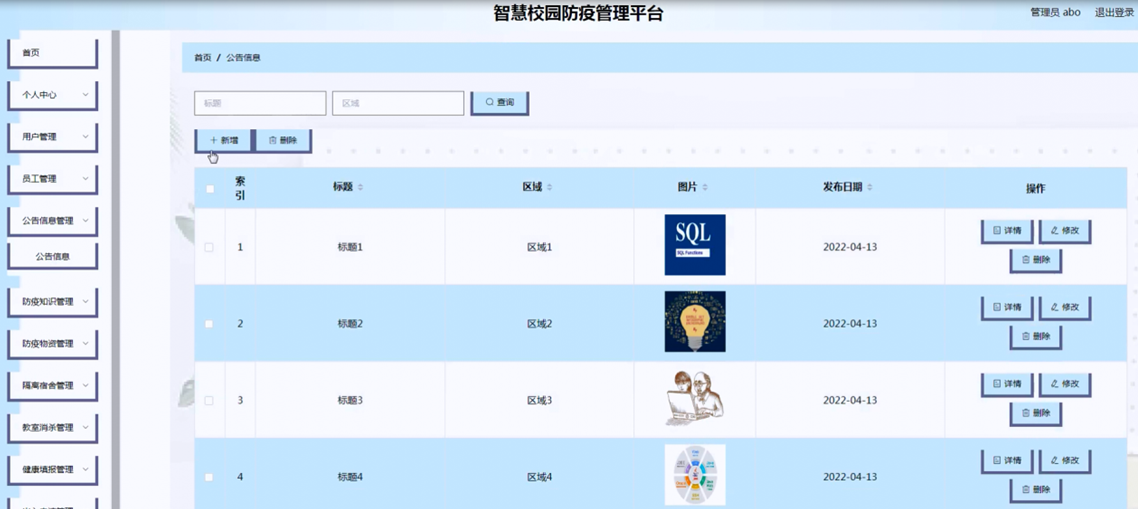 智慧校园防疫管理平台
管理员 abo 退出登录
首页
个人中心
用户管理
员工管理
公告信息管理
公告信息
防疫知识管理
防疫物资管理
隔离宿舍管理
教室消杀管理
健康填报管理
首页 / 公告信息
标题 区域 查询
+ 新增 删除
索引 标题 区域 图片 发布日期 操作
1 标题1 区域1 SQL SQL Functions 2022-04-13 详情 修改 删除
2 标题2 区域2 2022-04-13 详情 修改 删除
3 标题3 区域3 2022-04-13 详情 修改 删除
4 标题4 区域4 2022-04-13 详情 修改 删除